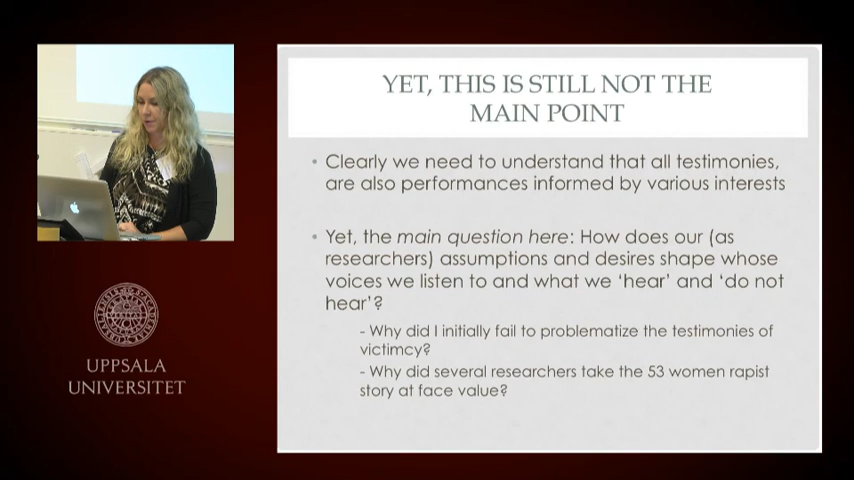 YET, THIS IS STILL NOT THE
MAIN POINT
• Clearly we need to understand that all testimonies,
are also performances informed by various interests
• Yet, the main question here: How does our (as
researchers) assumptions and desires shape whose
voices we listen to and what we ‘hear’ and ‘do not
hear’?
- Why did I initially fail to problematize the testimonies of
victimcy?
- Why did several researchers take the 53 women rapist
story at face value?
UPPSALA
UNIVERSITET